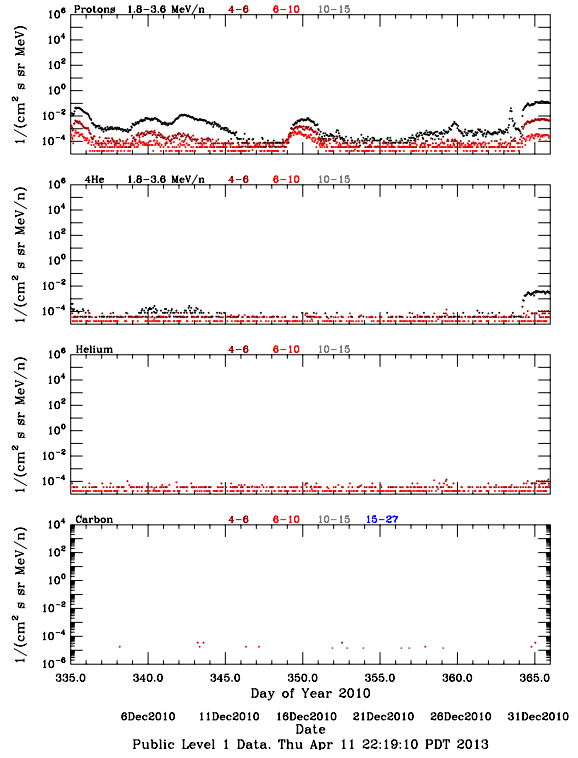 Protons 1.8-3.6 MeV/n 4-6 6-10 10-15
10^6
10^4
10^2
10^0
10^-2
10^-4
1/(cm^2 s sr MeV)
4He 1.8-3.6 MeV/n 4-6 6-10 10-15
10^6
10^4
10^2
10^0
10^-2
10^-4
1/(cm^2 s sr MeV/n)
Helium 4-6 6-10 10-15
10^6
10^4
10^2
10^0
10^-2
10^-4
1/(cm^2 s sr MeV/n)
Carbon 4-6 6-10 10-15 15-27
10^4
10^2
10^0
10^-2
10^-4
10^-6
1/(cm^2 s sr MeV/n)
335.0 340.0 345.0 350.0 355.0 360.0 365.0
Day of Year 2010
6Dec2010 11Dec2010 16Dec2010 21Dec2010 26Dec2010 31Dec2010
Date
Public Level 1 Data. Thu Apr 11 22:19:10 PDT 2013